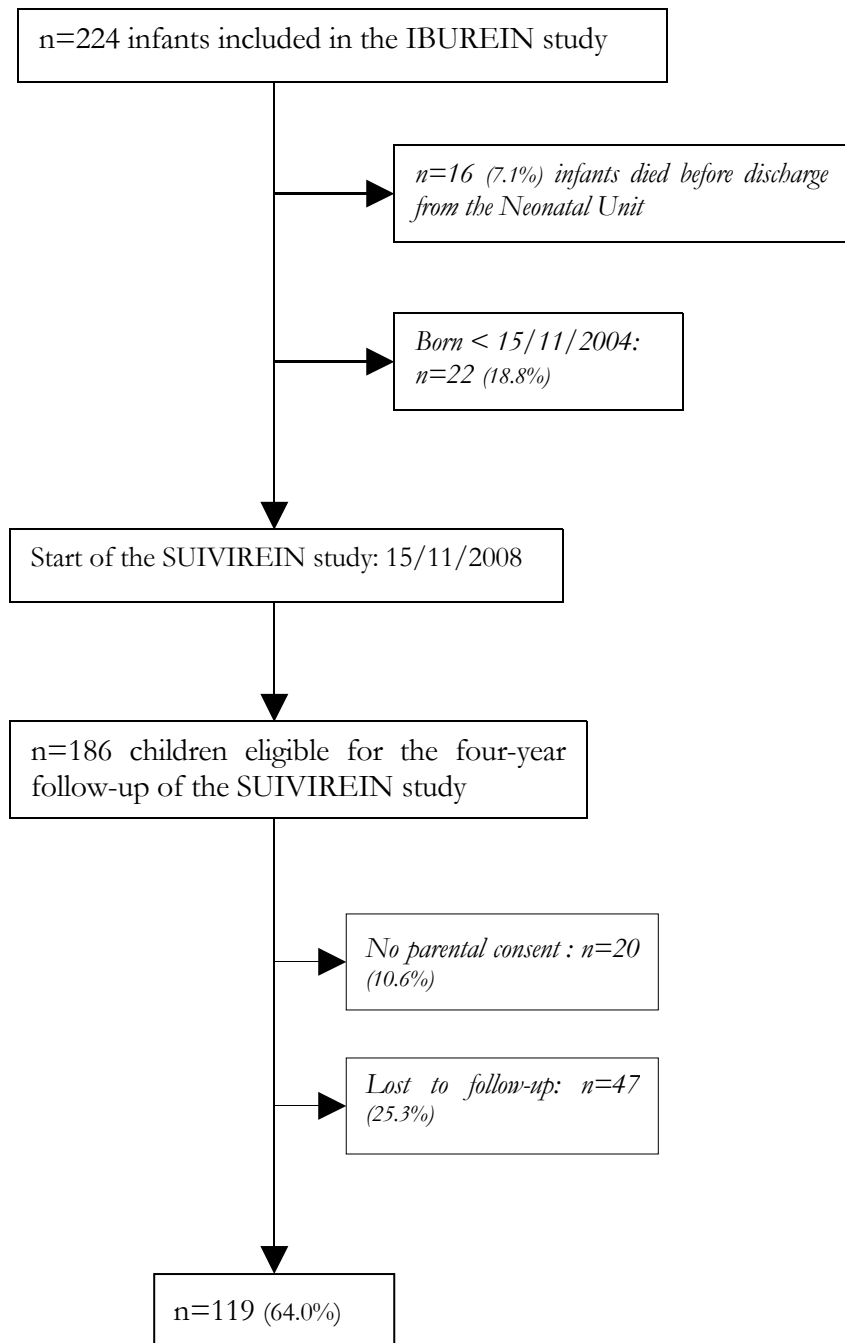 n=224 infants included in the IBUREIN study
n=16 (7.1%) infants died before discharge
from the Neonatal Unit
Born < 15/11/2004:
n=22 (18.8%)
Start of the SUIVIREIN study: 15/11/2008
n=186 children eligible for the four-year
follow-up of the SUIVIREIN study
No parental consent : n=20
(10.6%)
Lost to follow-up: n=47
(25.3%)
n=119 (64.0%)